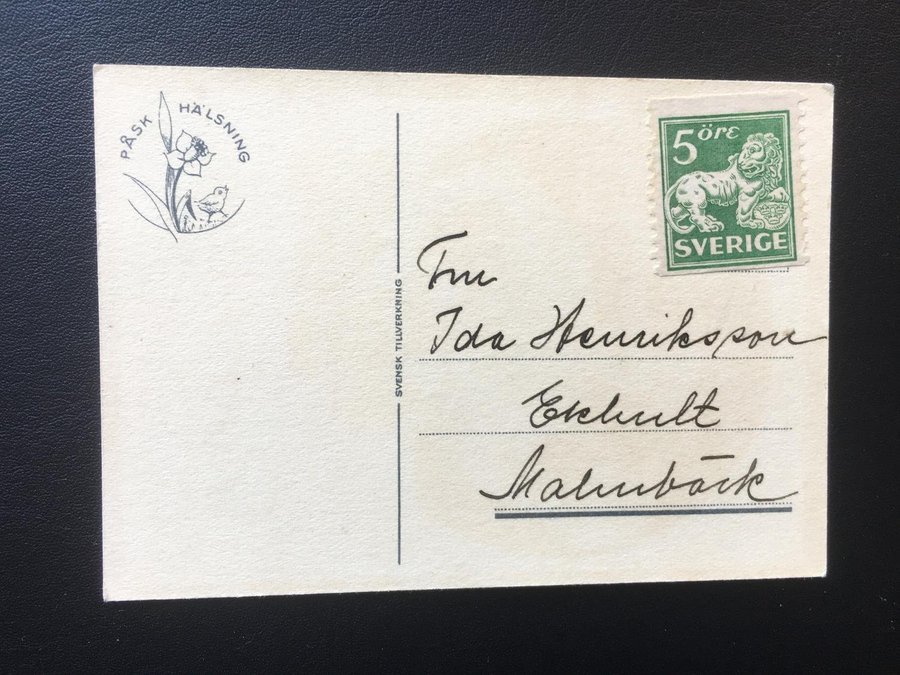 PÅSK HÄLSNING
5 öre
SVERIGE
SVENSK TILLVERKNING
Fru
Ida Henriksson
Ekhult
Malmbäck